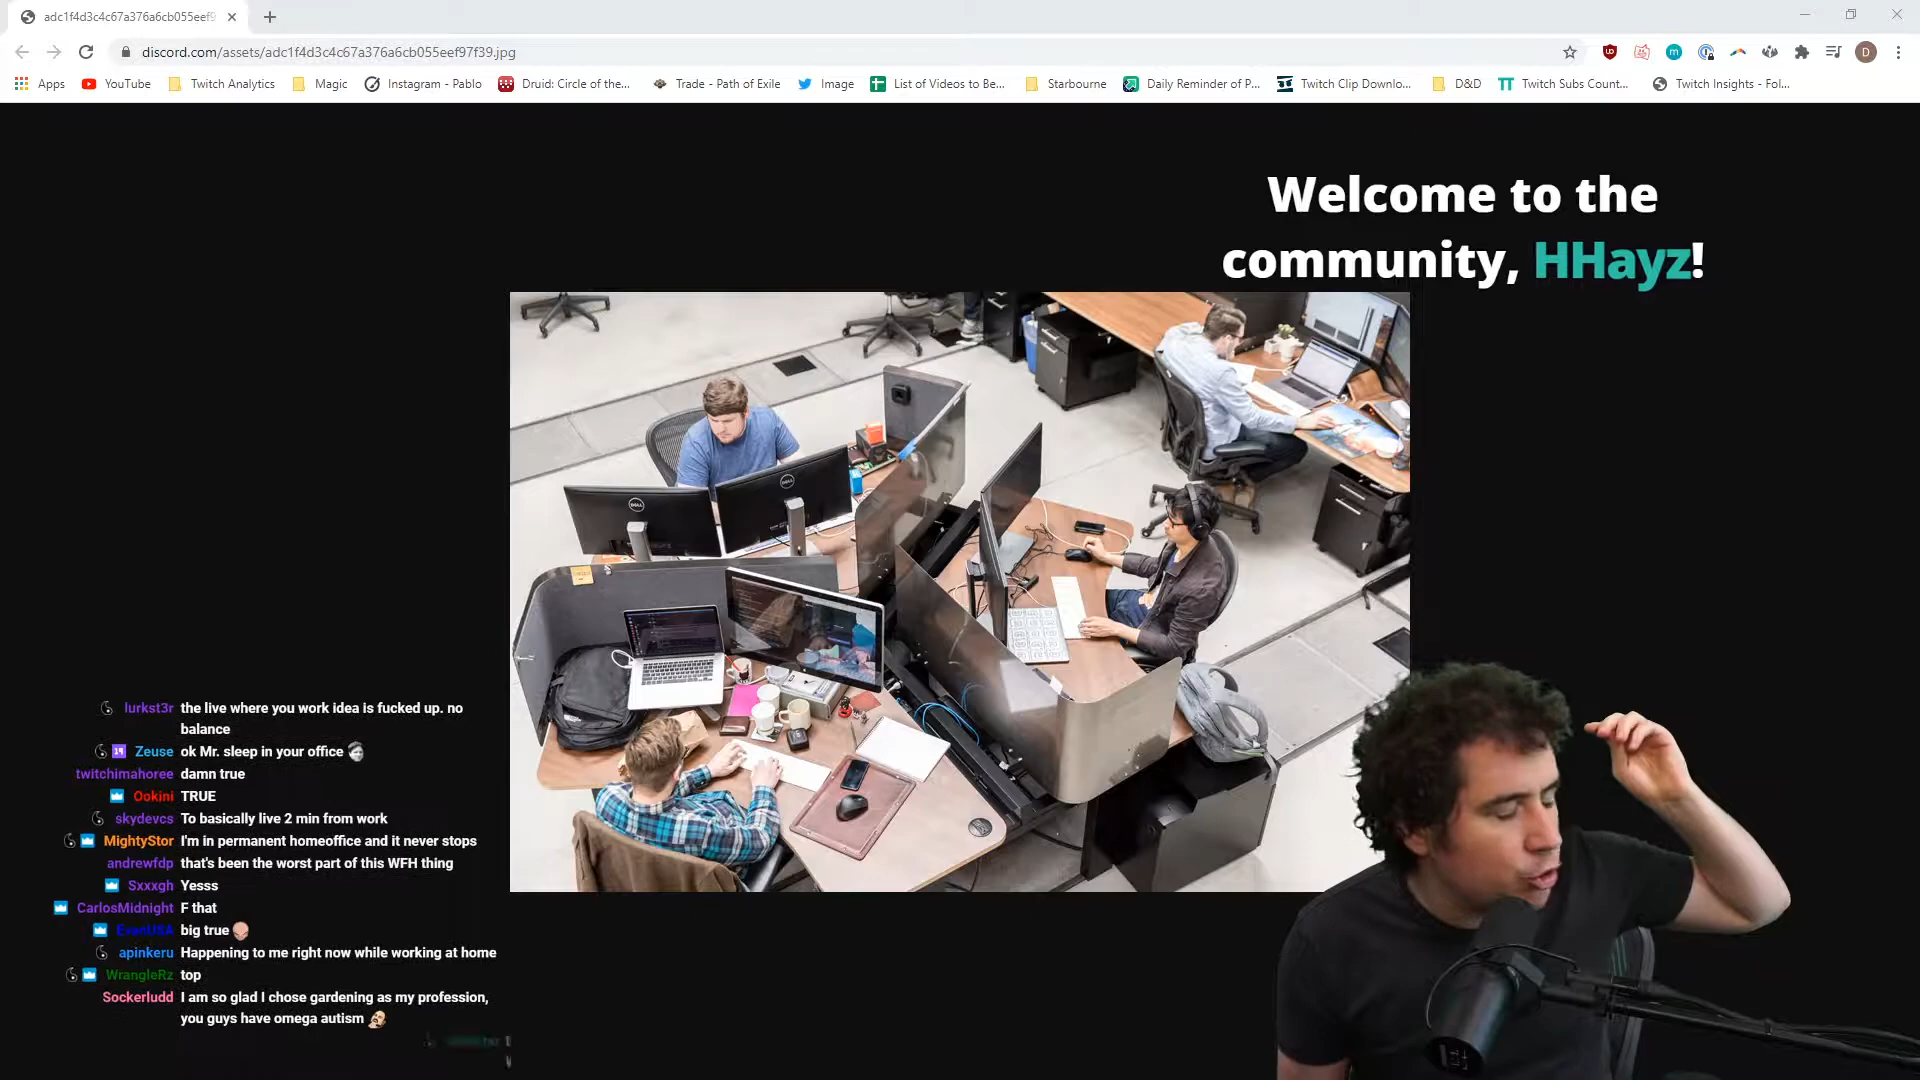 adc1f4d3c4c67a376a6cb055eef9
discord.com/assets/adc1f4d3c4c67a376a6cb055eef97f39.jpg
D
Apps
YouTube
Twitch Analytics
Magic
Instagram - Pablo
Druid: Circle of the...
Trade - Path of Exile
Image
List of Videos to Be...
Starbourne
Daily Reminder of P...
Twitch Clip Downlo...
D&D
Twitch Subs Count...
Twitch Insights - Fol...
Welcome to the
community, HHayz!
DELL
DELL
lurkst3r the live where you work idea is fucked up. no
balance
Zeuse ok Mr. sleep in your office
twitchimahoree damn true
Ookini TRUE
skydevcs To basically live 2 min from work
MightyStor I'm in permanent homeoffice and it never stops
andrewfdp that's been the worst part of this WFH thing
Sxxxgh Yesss
CarlosMidnight F that
EvantUSA big true
apinkeru Happening to me right now while working at home
WrangleRz top
Sockerludd I am so glad I chose gardening as my profession,
you guys have omega autism